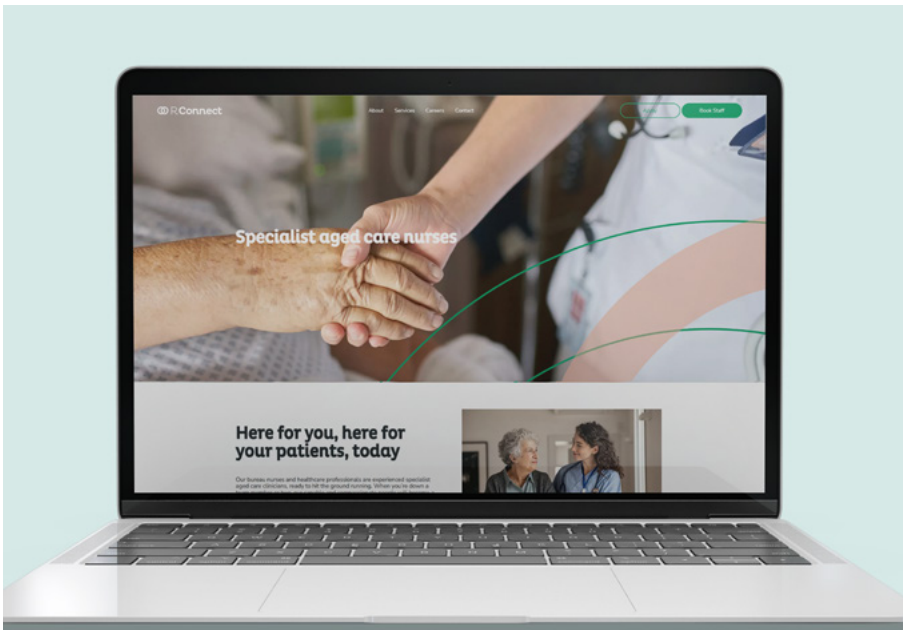 RConnect
About Services Careers Contact
Book Staff
Specialist aged care nurses
Here for you, here for
your patients, today
Our bureau nurses and healthcare professionals are experienced specialist
aged care clinicians, ready to hit the ground running. When you're down a